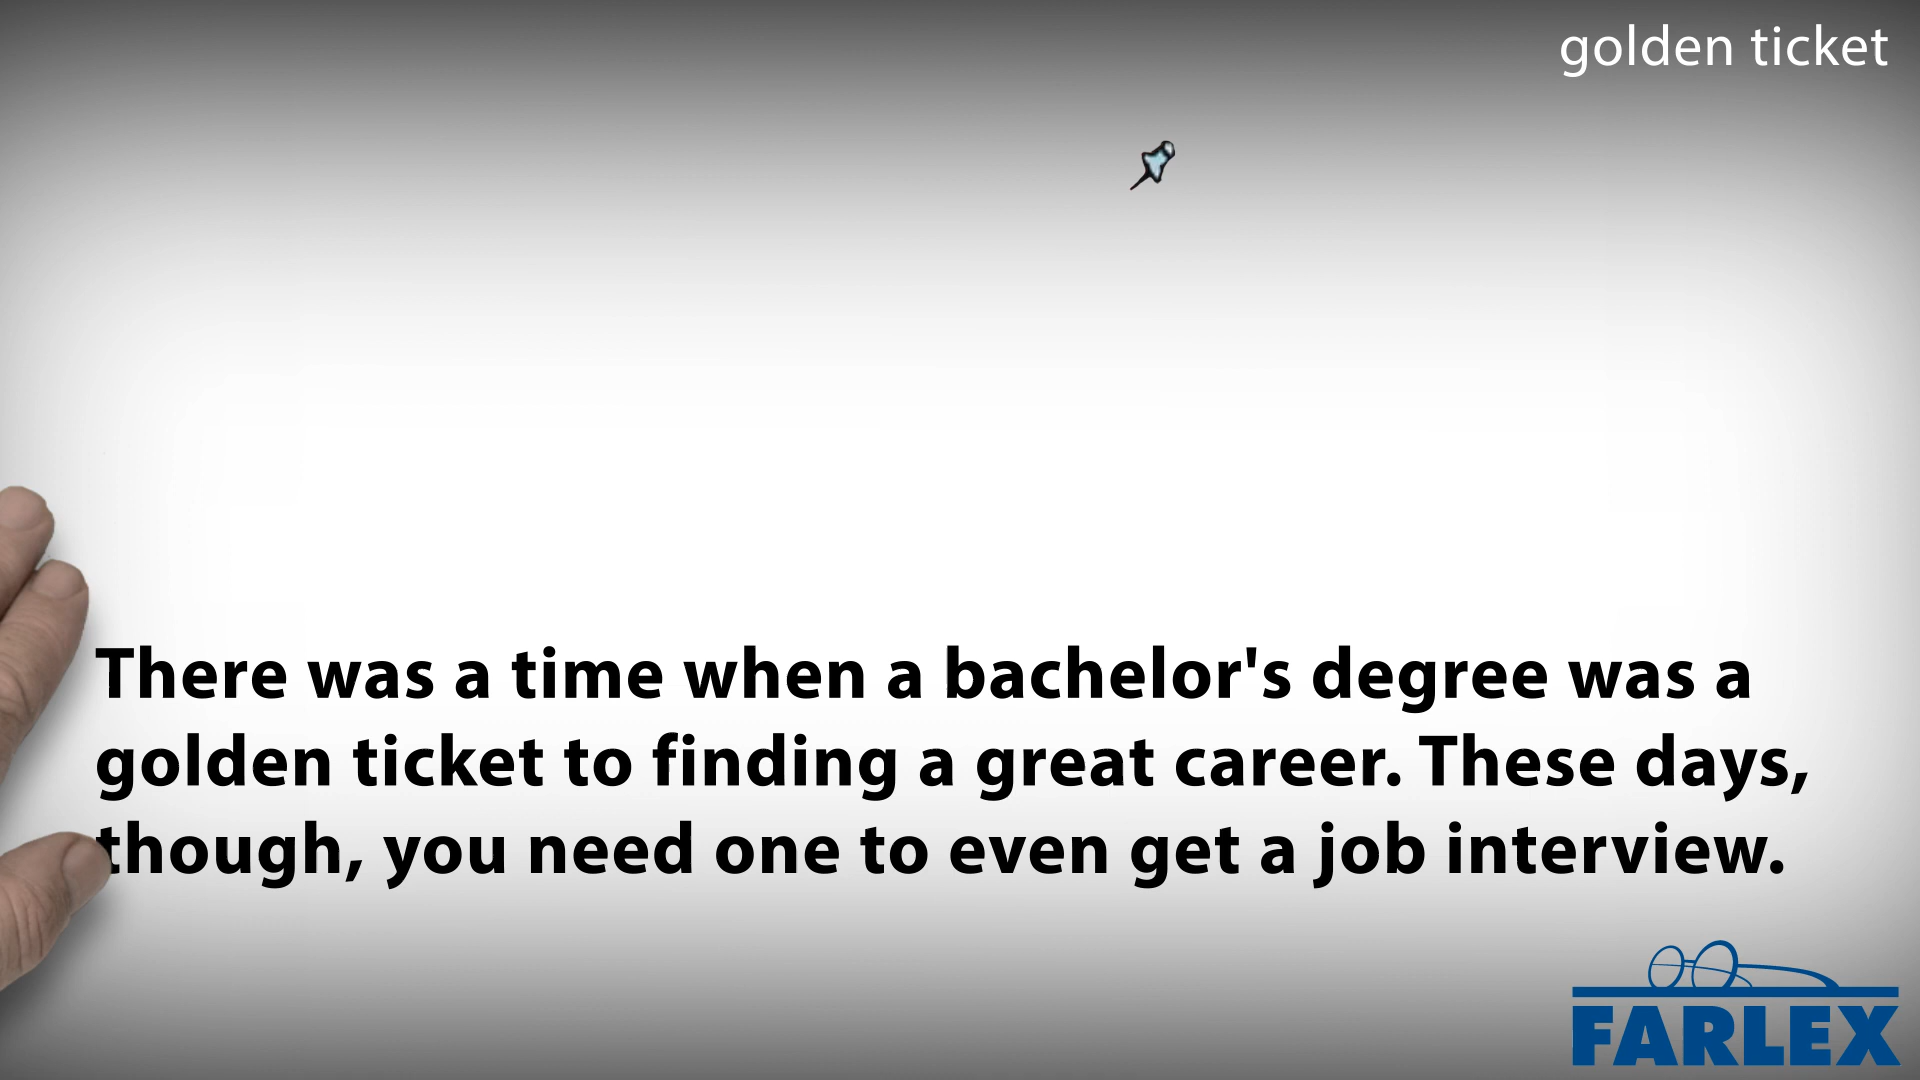 golden ticket
There was a time when a bachelor's degree was a
golden ticket to finding a great career. These days,
though, you need one to even get a job interview.
FARLEX